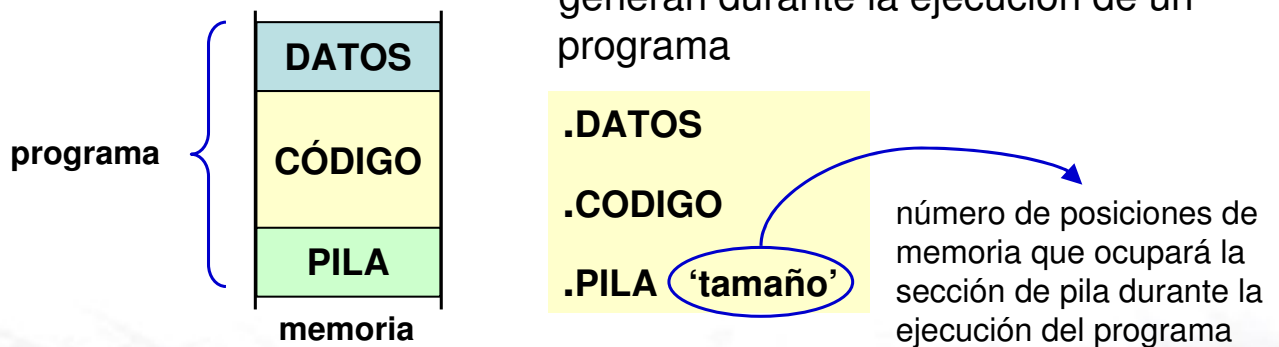 generan durante la ejecución de un
programa
programa
DATOS
CÓDIGO
PILA
memoria
.DATOS
.CODIGO
.PILA ‘tamaño’
número de posiciones de
memoria que ocupará la
sección de pila durante la
ejecución del programa